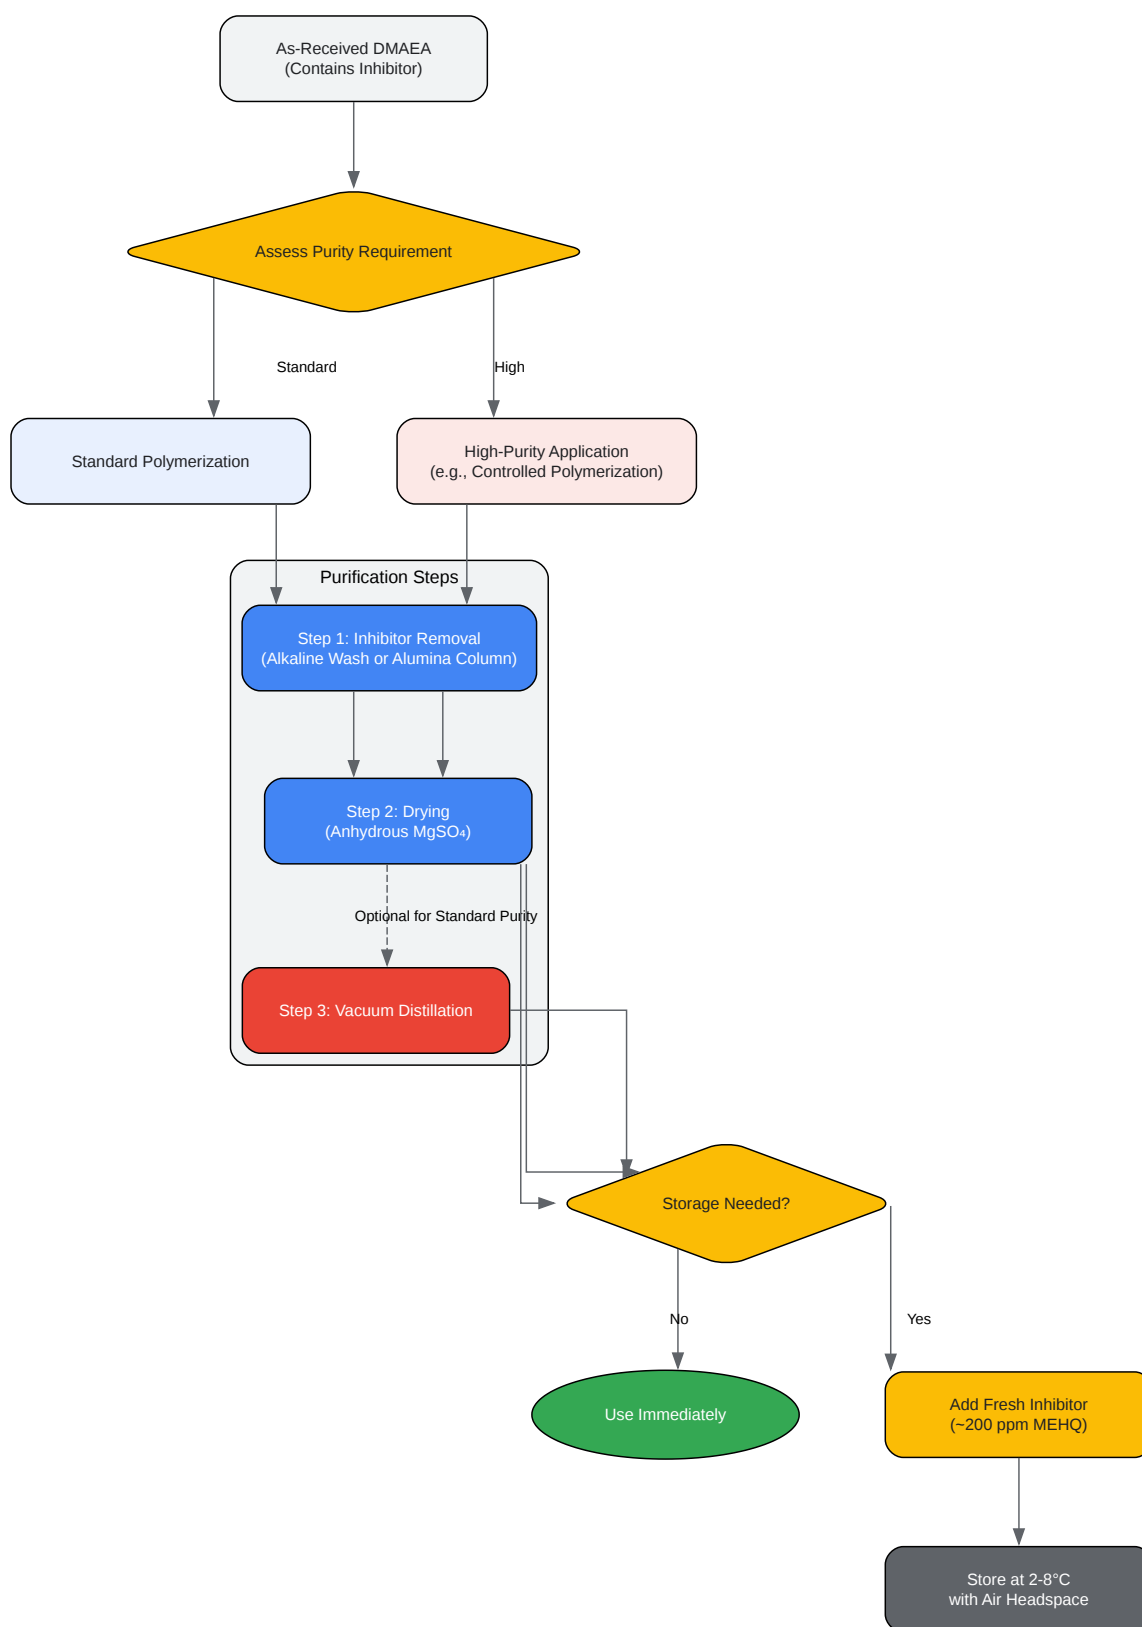 As-Received DMAEA
(Contains Inhibitor)
Assess Purity Requirement
Standard
High
Standard Polymerization
High-Purity Application
(e.g., Controlled Polymerization)
Purification Steps
Step 1: Inhibitor Removal
(Alkaline Wash or Alumina Column)
Step 2: Drying
(Anhydrous MgSO₄)
Optional for Standard Purity
Step 3: Vacuum Distillation
Storage Needed?
No
Yes
Use Immediately
Add Fresh Inhibitor
(~200 ppm MEHQ)
Store at 2-8°C
with Air Headspace